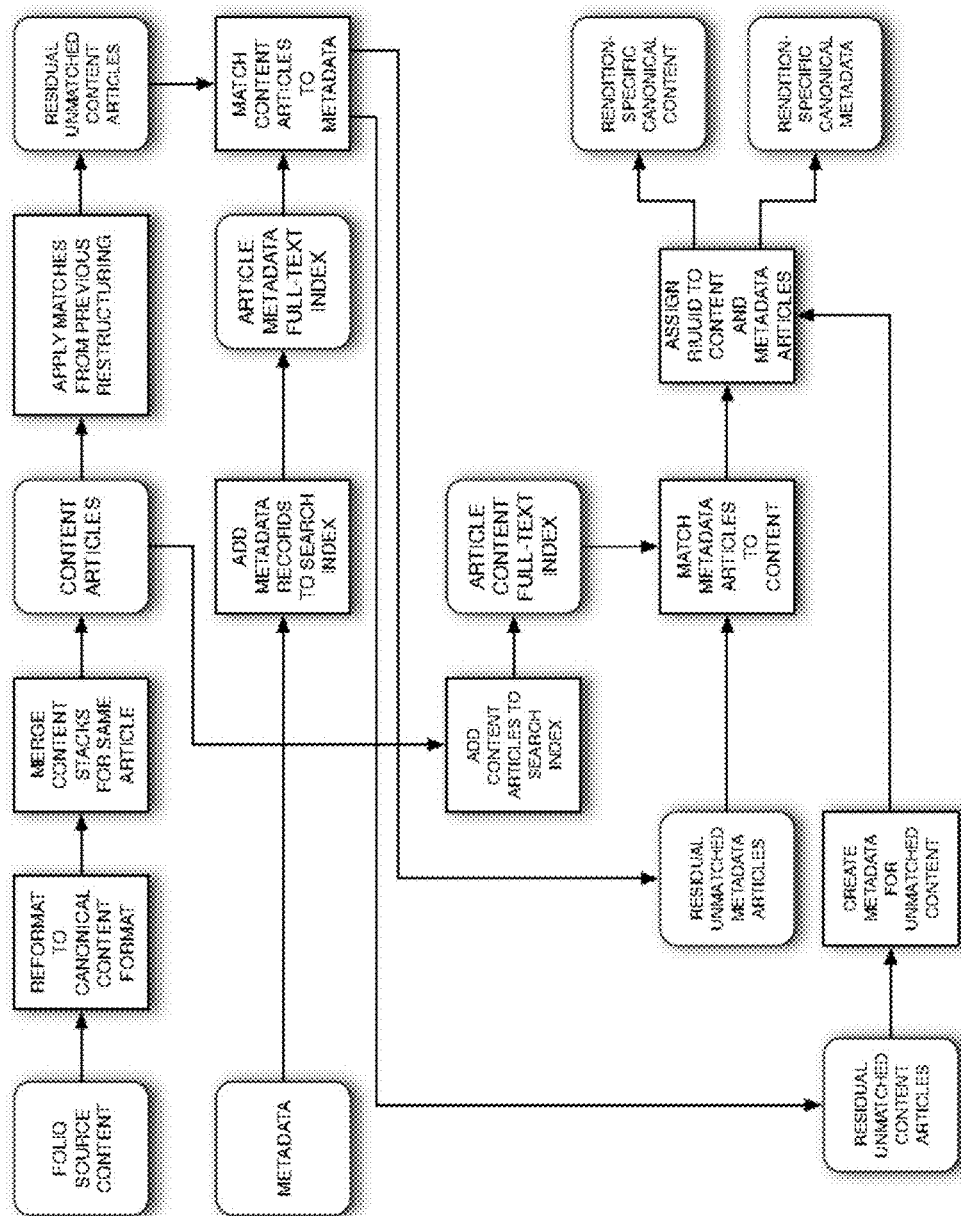 FOLIO
SOURCE
CONTENT
REFORMAT
TO
CANONICAL
CONTENT
FORMAT
MERGE
CONTENT
STACKS
FOR SAME
ARTICLE
CONTENT
ARTICLES
APPLY MATCHES
FROM PREVIOUS
RESTRUCTURING
RESIDUAL
UNMATCHED
CONTENT
ARTICLES
METADATA
ADD
METADATA
RECORDS
TO SEARCH
INDEX
ARTICLE
METADATA
FULL-TEXT
INDEX
MATCH
CONTENT
ARTICLES
TO
METADATA
ADD
CONTENT
ARTICLES TO
SEARCH
INDEX
ARTICLE
CONTENT
FULL-TEXT
INDEX
RESIDUAL
UNMATCHED
METADATA
ARTICLES
MATCH
METADATA
ARTICLES
TO
CONTENT
ASSIGN
RIUUID TO
CONTENT
AND
METADATA
ARTICLES
RENDITION-
SPECIFIC
CANONICAL
CONTENT
RENDITION-
SPECIFIC
CANONICAL
METADATA
RESIDUAL
UNMATCHED
CONTENT
ARTICLES
CREATE
METADATA
FOR
UNMATCHED
CONTENT